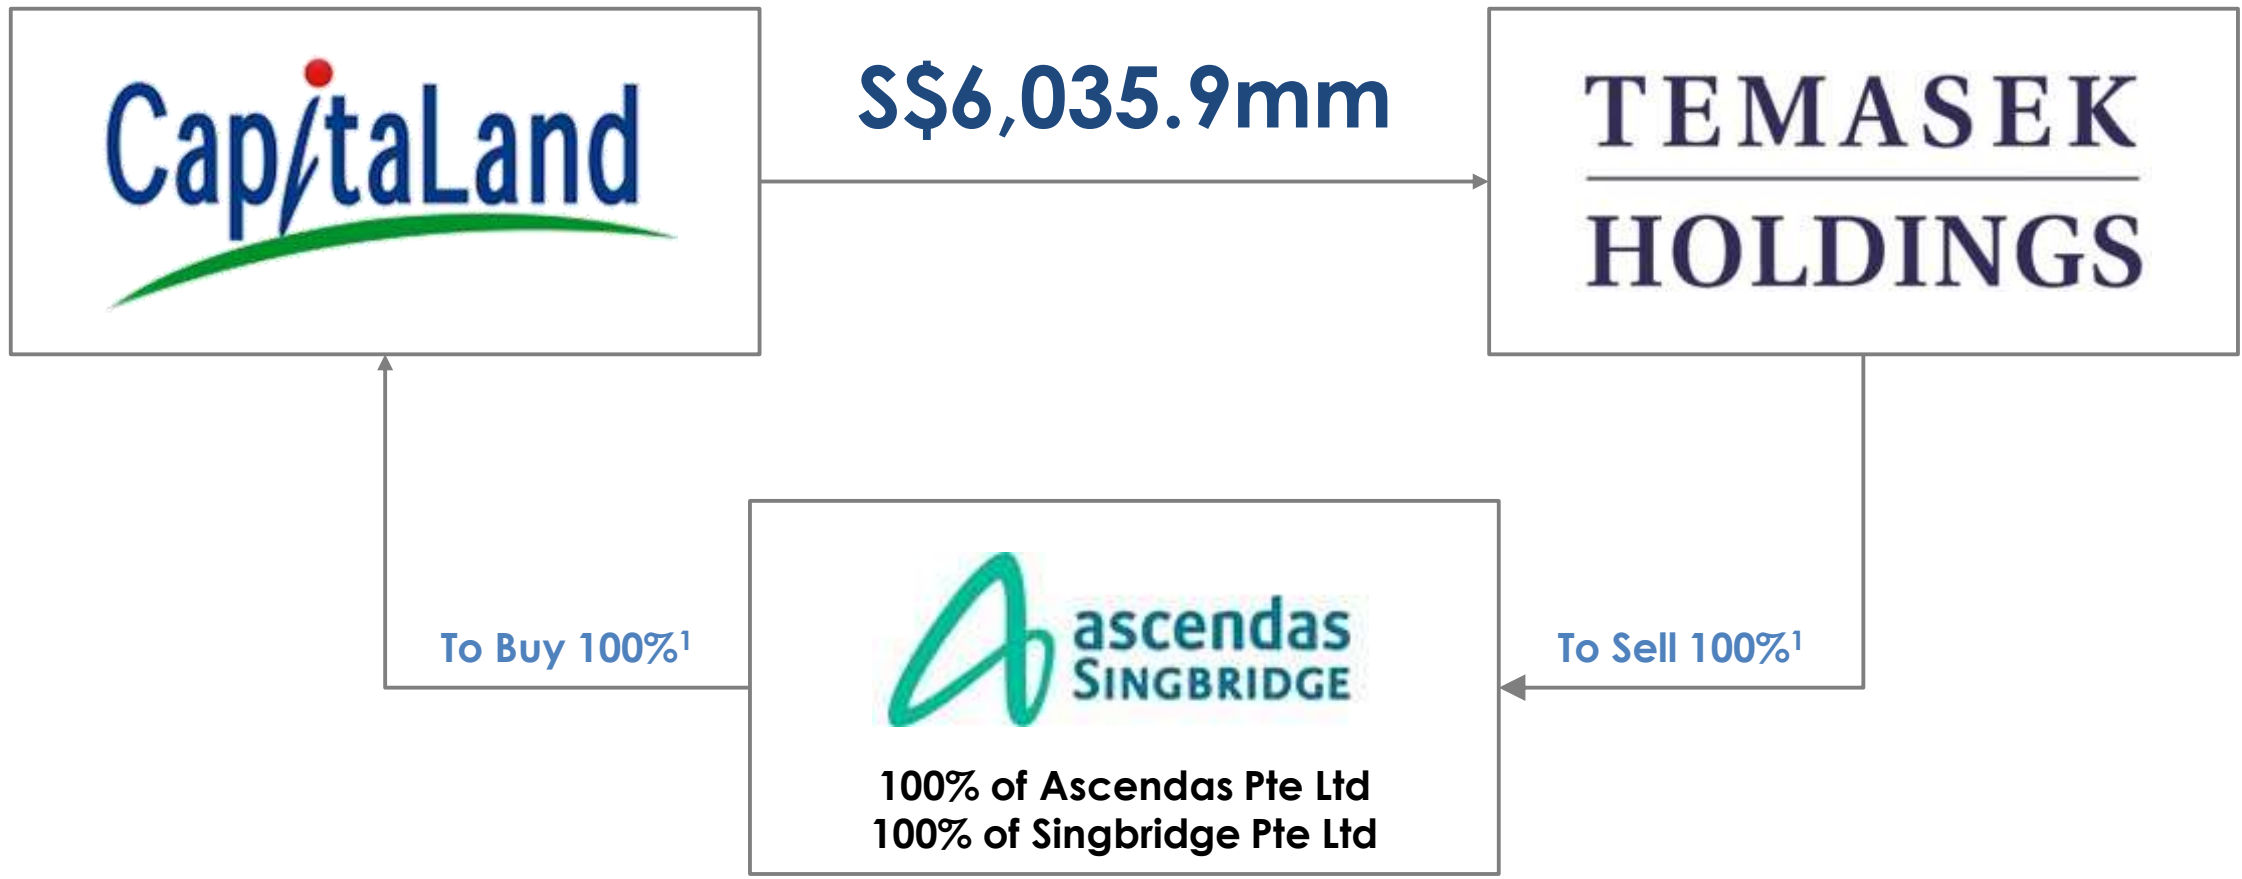 CapitaLand
S$6,035.9mm
TEMASEK
HOLDINGS
To Buy 100%¹
ascendas
SINGBRIDGE
To Sell 100%¹
100% of Ascendas Pte Ltd
100% of Singbridge Pte Ltd